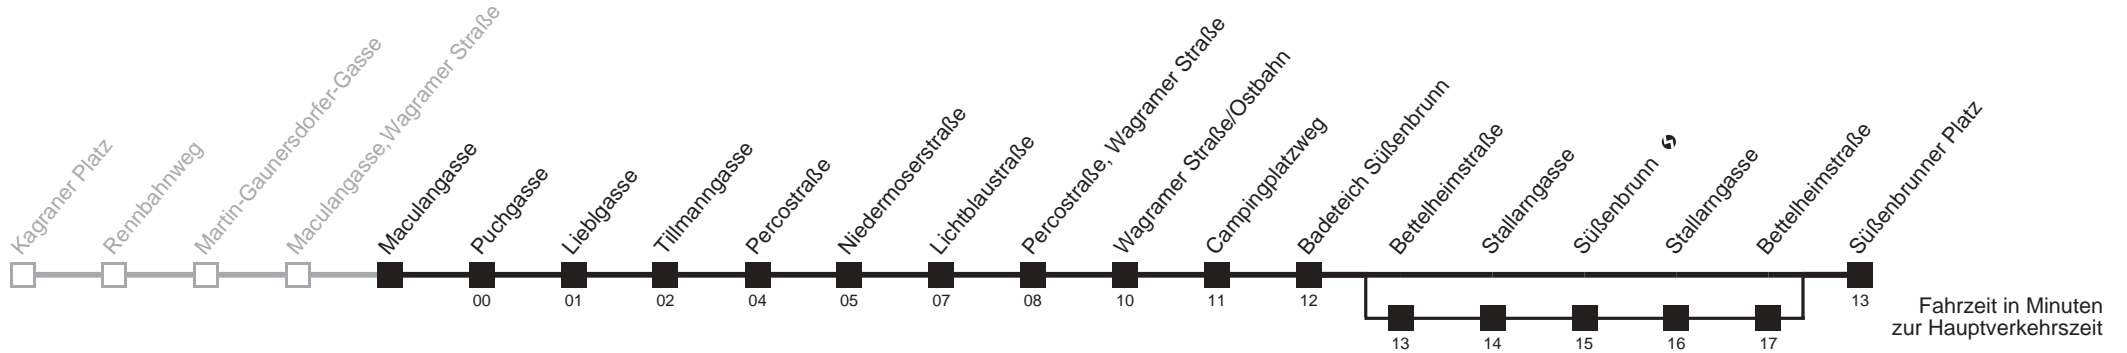 Kagraner Platz
Rennbahnweg
Martin-Gaunersdorfer-Gasse
Maculangasse,Wagramer Straße
Maculangasse
Puchgasse
Lieblgasse
Tillmanngasse
Percostraße
Niedermoserstraße
Lichtblaustraße
Percostraße, Wagramer Straße
Wagramer Straße/Ostbahn
Campingplatzweg
Badeteich Süßenbrunn
Bettelheimstraße
Stallarngasse
Süßenbrunn
Stallarngasse
Bettelheimstraße
Süßenbrunner Platz
00 01 02 04 05 07 08 10 11 12 13
13 14 15 16 17
Fahrzeit in Minuten
zur Hauptverkehrszeit